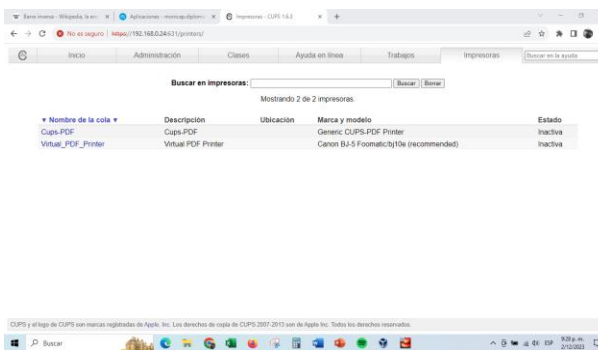 Barra inversa - Wikipedia, la en
Aplicaciones - monicap.diplom
Impresoras - CUPS 1.6.3
No es seguro | https://192.168.0.24:631/printers/
Inicio
Administración
Clases
Ayuda en línea
Trabajos
Impresoras
Buscar en la ayuda
Buscar en impresoras:
Buscar
Borrar
Mostrando 2 de 2 impresoras.
▼ Nombre de la cola ▼ Descripción Ubicación Marca y modelo Estado
Cups-PDF Cups-PDF Generic CUPS-PDF Printer Inactiva
Virtual_PDF_Printer Virtual PDF Printer Canon BJ-5 Foomatic/bj10e (recommended) Inactiva
CUPS y el logo de CUPS son marcas registradas de Apple, Inc. Los derechos de copia de CUPS 2007-2013 son de Apple Inc. Todos los derechos reservados.
Buscar
ESP
9:20 p. m.
2/12/2023